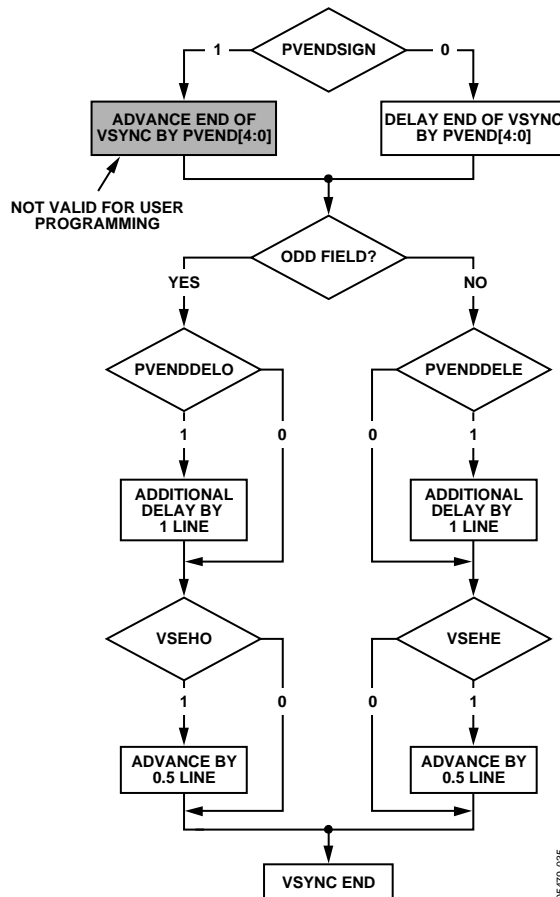 PVENDSIGN
1
0
ADVANCE END OF
VSYNC BY PVEND[4:0]
DELAY END OF VSYNC
BY PVEND[4:0]
NOT VALID FOR USER
PROGRAMMING
ODD FIELD?
YES
NO
PVENDDELO
PVENDDELE
1
0
0
1
ADDITIONAL
DELAY BY
1 LINE
ADDITIONAL
DELAY BY
1 LINE
VSEHO
VSEHE
1
0
0
1
ADVANCE BY
0.5 LINE
ADVANCE BY
0.5 LINE
VSYNC END